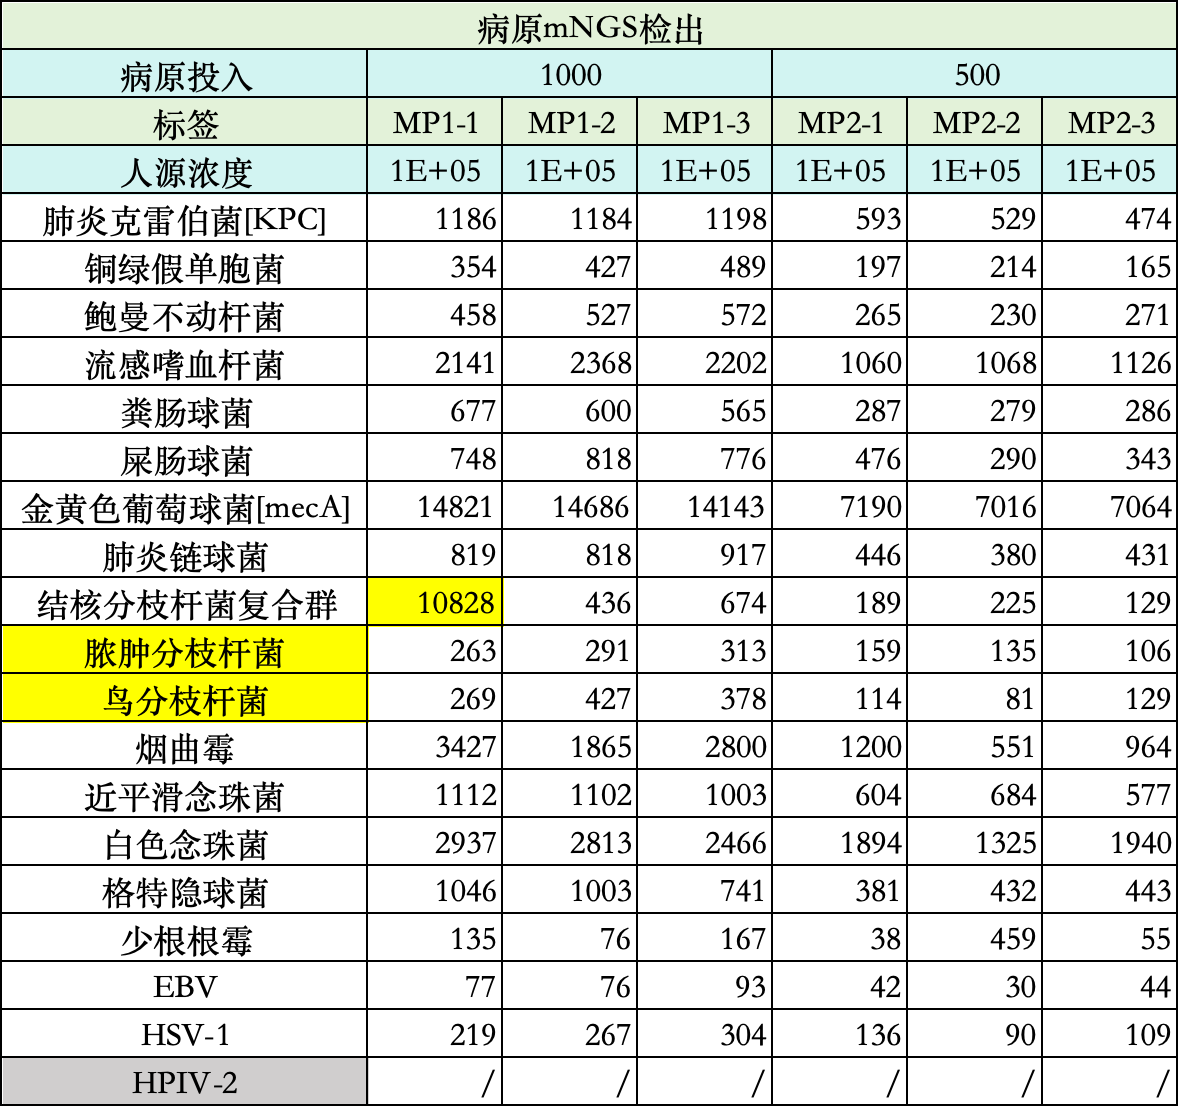 病原mNGS检出
病原投入 1000 500
标签 MP1-1 MP1-2 MP1-3 MP2-1 MP2-2 MP2-3
人源浓度 1E+05 1E+05 1E+05 1E+05 1E+05 1E+05
肺炎克雷伯菌[KPC] 1186 1184 1198 593 529 474
铜绿假单胞菌 354 427 489 197 214 165
鲍曼不动杆菌 458 527 572 265 230 271
流感嗜血杆菌 2141 2368 2202 1060 1068 1126
粪肠球菌 677 600 565 287 279 286
屎肠球菌 748 818 776 476 290 343
金黄色葡萄球菌[mecA] 14821 14686 14143 7190 7016 7064
肺炎链球菌 819 818 917 446 380 431
结核分枝杆菌复合群 10828 436 674 189 225 129
脓肿分枝杆菌 263 291 313 159 135 106
鸟分枝杆菌 269 427 378 114 81 129
烟曲霉 3427 1865 2800 1200 551 964
近平滑念珠菌 1112 1102 1003 604 684 577
白色念珠菌 2937 2813 2466 1894 1325 1940
格特隐球菌 1046 1003 741 381 432 443
少根根霉 135 76 167 38 459 55
EBV 77 76 93 42 30 44
HSV-1 219 267 304 136 90 109
HPIV-2 / / / / / /